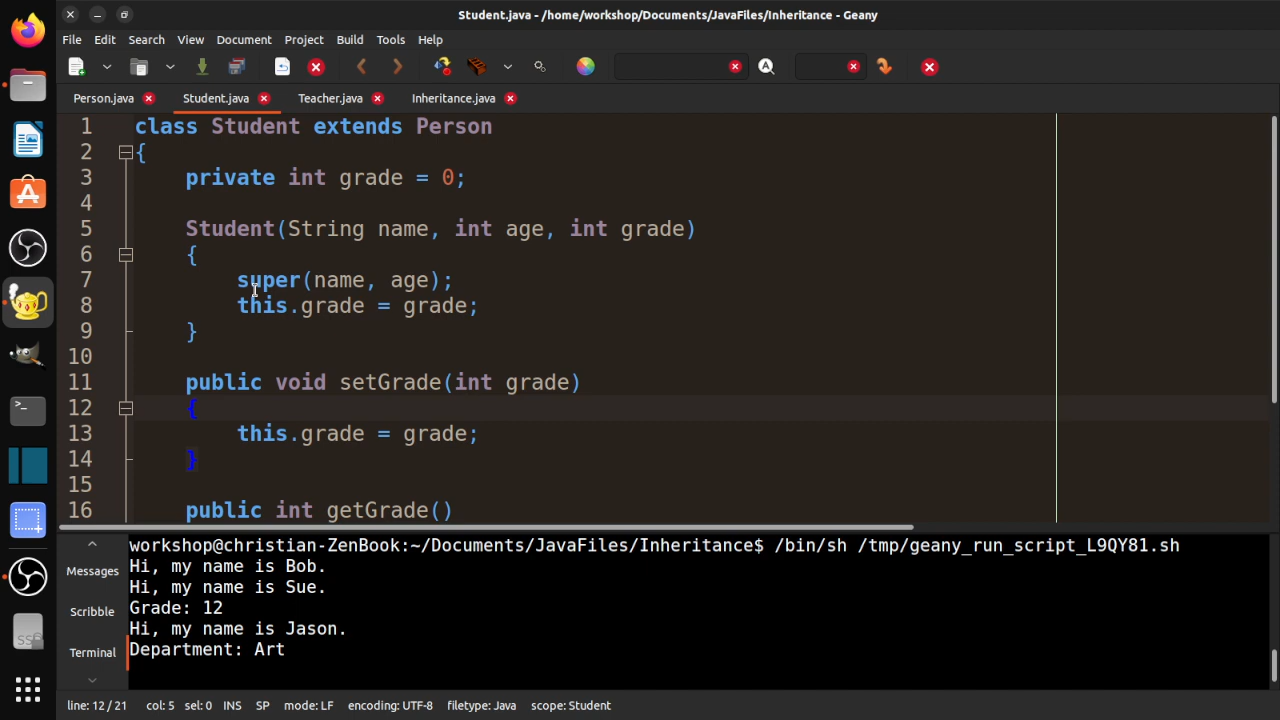 Student.java - /home/workshop/Documents/JavaFiles/Inheritance - Geany
File Edit Search View Document Project Build Tools Help
Person.java Student.java Teacher.java Inheritance.java
1 class Student extends Person
2 {
3 private int grade = 0;
4
5 Student(String name, int age, int grade)
6 {
7 super(name, age);
8 this.grade = grade;
9 }
10
11 public void setGrade(int grade)
12 {
13 this.grade = grade;
14 }
15
16 public int getGrade()
Messages
Scribble
Terminal
workshop@christian-ZenBook:~/Documents/JavaFiles/Inheritance$ /bin/sh /tmp/geany_run_script_L9QY81.sh
Hi, my name is Bob.
Hi, my name is Sue.
Grade: 12
Hi, my name is Jason.
Department: Art
line: 12 / 21 col: 5 sel: 0 INS SP mode: LF encoding: UTF-8 filetype: Java scope: Student